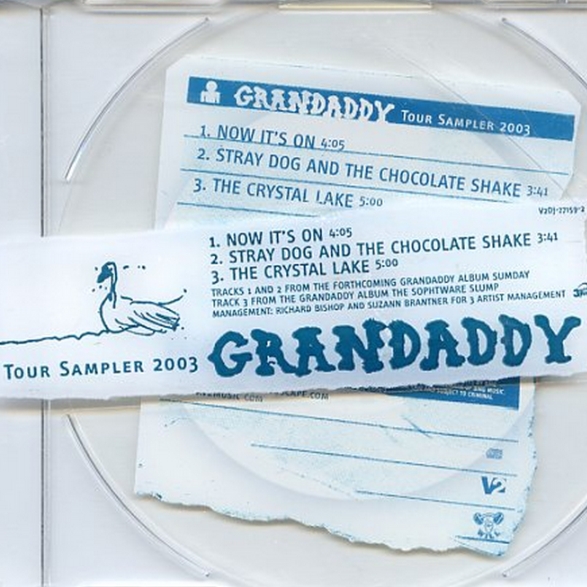 GRANDADDY TOUR SAMPLER 2003
1. NOW IT'S ON 4:05
2. STRAY DOG AND THE CHOCOLATE SHAKE 3:41
3. THE CRYSTAL LAKE 5:00
V2DJ-27159-2
1. NOW IT'S ON 4:05
2. STRAY DOG AND THE CHOCOLATE SHAKE 3:41
3. THE CRYSTAL LAKE 5:00
TRACKS 1 AND 2 FROM THE FORTHCOMING GRANDADDY ALBUM SUMDAY
TRACK 3 FROM THE GRANDADDY ALBUM THE SOPHTWARE SLUMP
MANAGEMENT: RICHARD BISHOP AND SUZANN BRANTNER FOR 3 ARTIST MANAGEMENT
TOUR SAMPLER 2003 GRANDADDY
V2